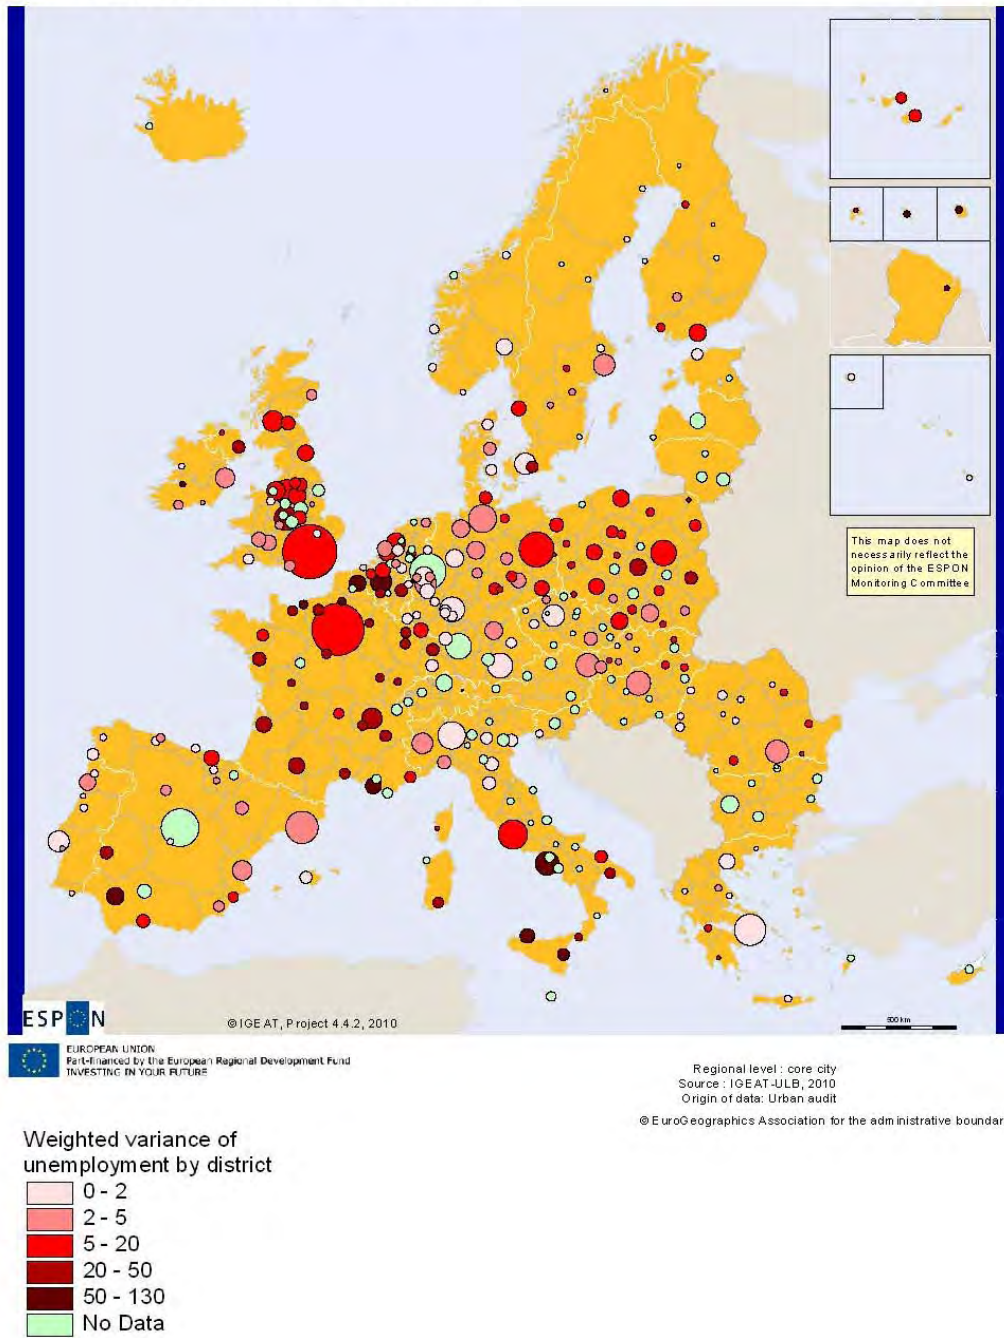 This map does not
necessarily reflect the
opinion of the ESPON
Monitoring Committee
ESPON
© IGEAT, Project 4.4.2, 2010
500 km
EUROPEAN UNION
Part-financed by the European Regional Development Fund
INVESTING IN YOUR FUTURE
Regional level : core city
Source : IGEAT-ULB, 2010
Origin of data: Urban audit
© EuroGeographics Association for the administrative boundar
Weighted variance of
unemployment by district
0 - 2
2 - 5
5 - 20
20 - 50
50 - 130
No Data